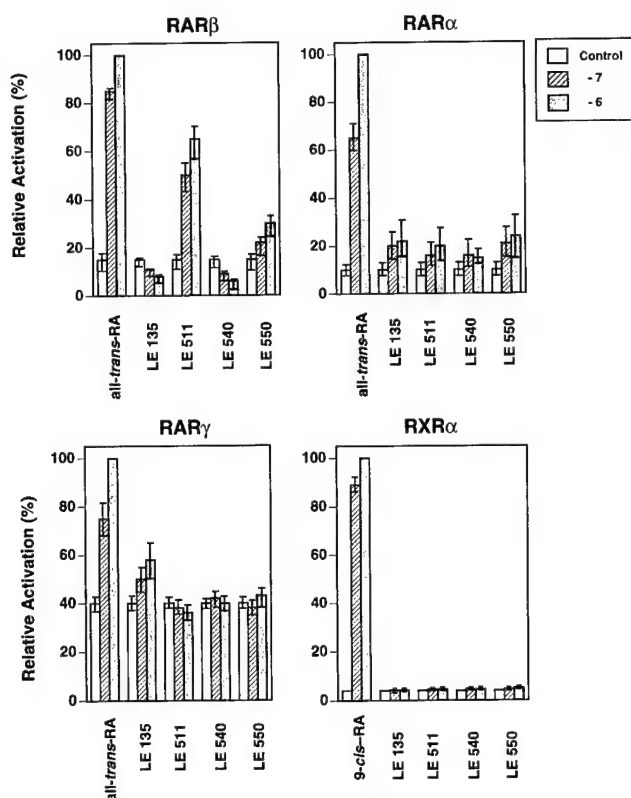 RARβ
RARα
Control
- 7
- 6
Relative Activation (%)
100
80
60
40
20
0
100
80
60
40
20
0
all-trans-RA
LE 135
LE 511
LE 540
LE 550
all-trans-RA
LE 135
LE 511
LE 540
LE 550
RARγ
RXRα
Relative Activation (%)
100
80
60
40
20
0
100
80
60
40
20
0
all-trans-RA
LE 135
LE 511
LE 540
LE 550
9-cis–RA
LE 135
LE 511
LE 540
LE 550